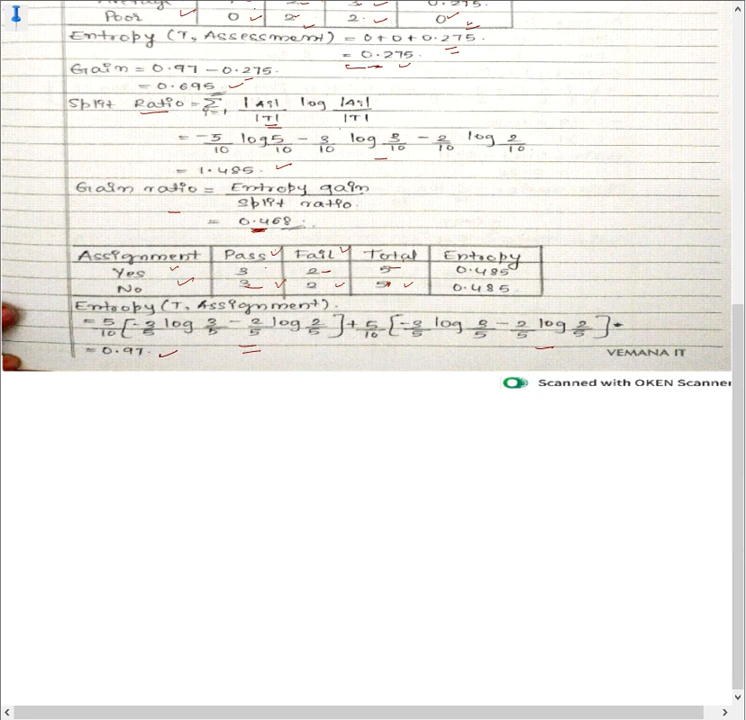 Average 0.275
Poor 0 2 2 0
Entropy (T, Assessment) = 0+0+0.275.
= 0.275.
Gain = 0.97 - 0.275.
= 0.695
Split Ratio = Σ i=1 |Ai|/|T| log |Ai|/|T|
= -5/10 log 5/10 - 3/10 log 3/10 - 2/10 log 2/10.
= 1.485.
Gain ratio = Entropy gain / Split ratio.
= 0.468.
Assignment Pass Fail Total Entropy
Yes 3 2 5 0.485
No 3 2 5 0.485
Entropy (T, Assignment).
= 5/10 [-3/5 log 3/5 - 2/5 log 2/5] + 5/10 [-3/5 log 3/5 - 2/5 log 2/5].
= 0.97.
VEMANA IT
Scanned with OKEN Scanner